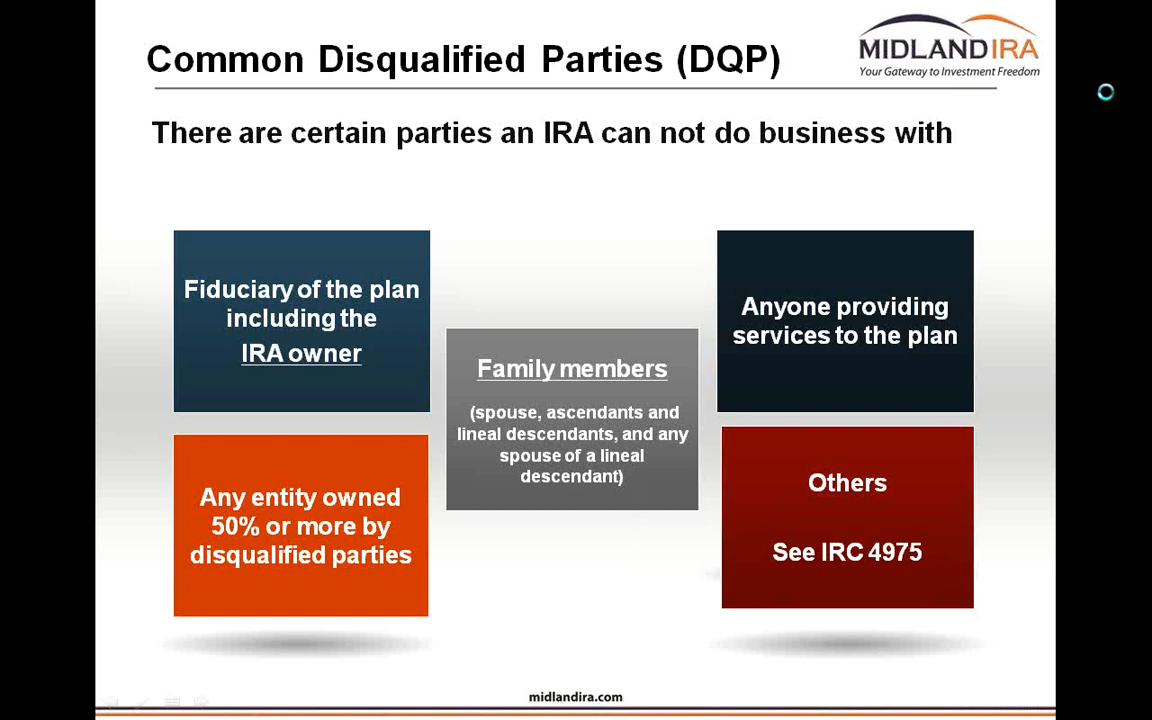 Common Disqualified Parties (DQP)
MIDLANDIRA
Your Gateway to Investment Freedom
There are certain parties an IRA can not do business with
Fiduciary of the plan
including the
IRA owner
Any entity owned
50% or more by
disqualified parties
Family members
(spouse, ascendants and
lineal descendants, and any
spouse of a lineal
descendant)
Anyone providing
services to the plan
Others
See IRC 4975
midlandira.com